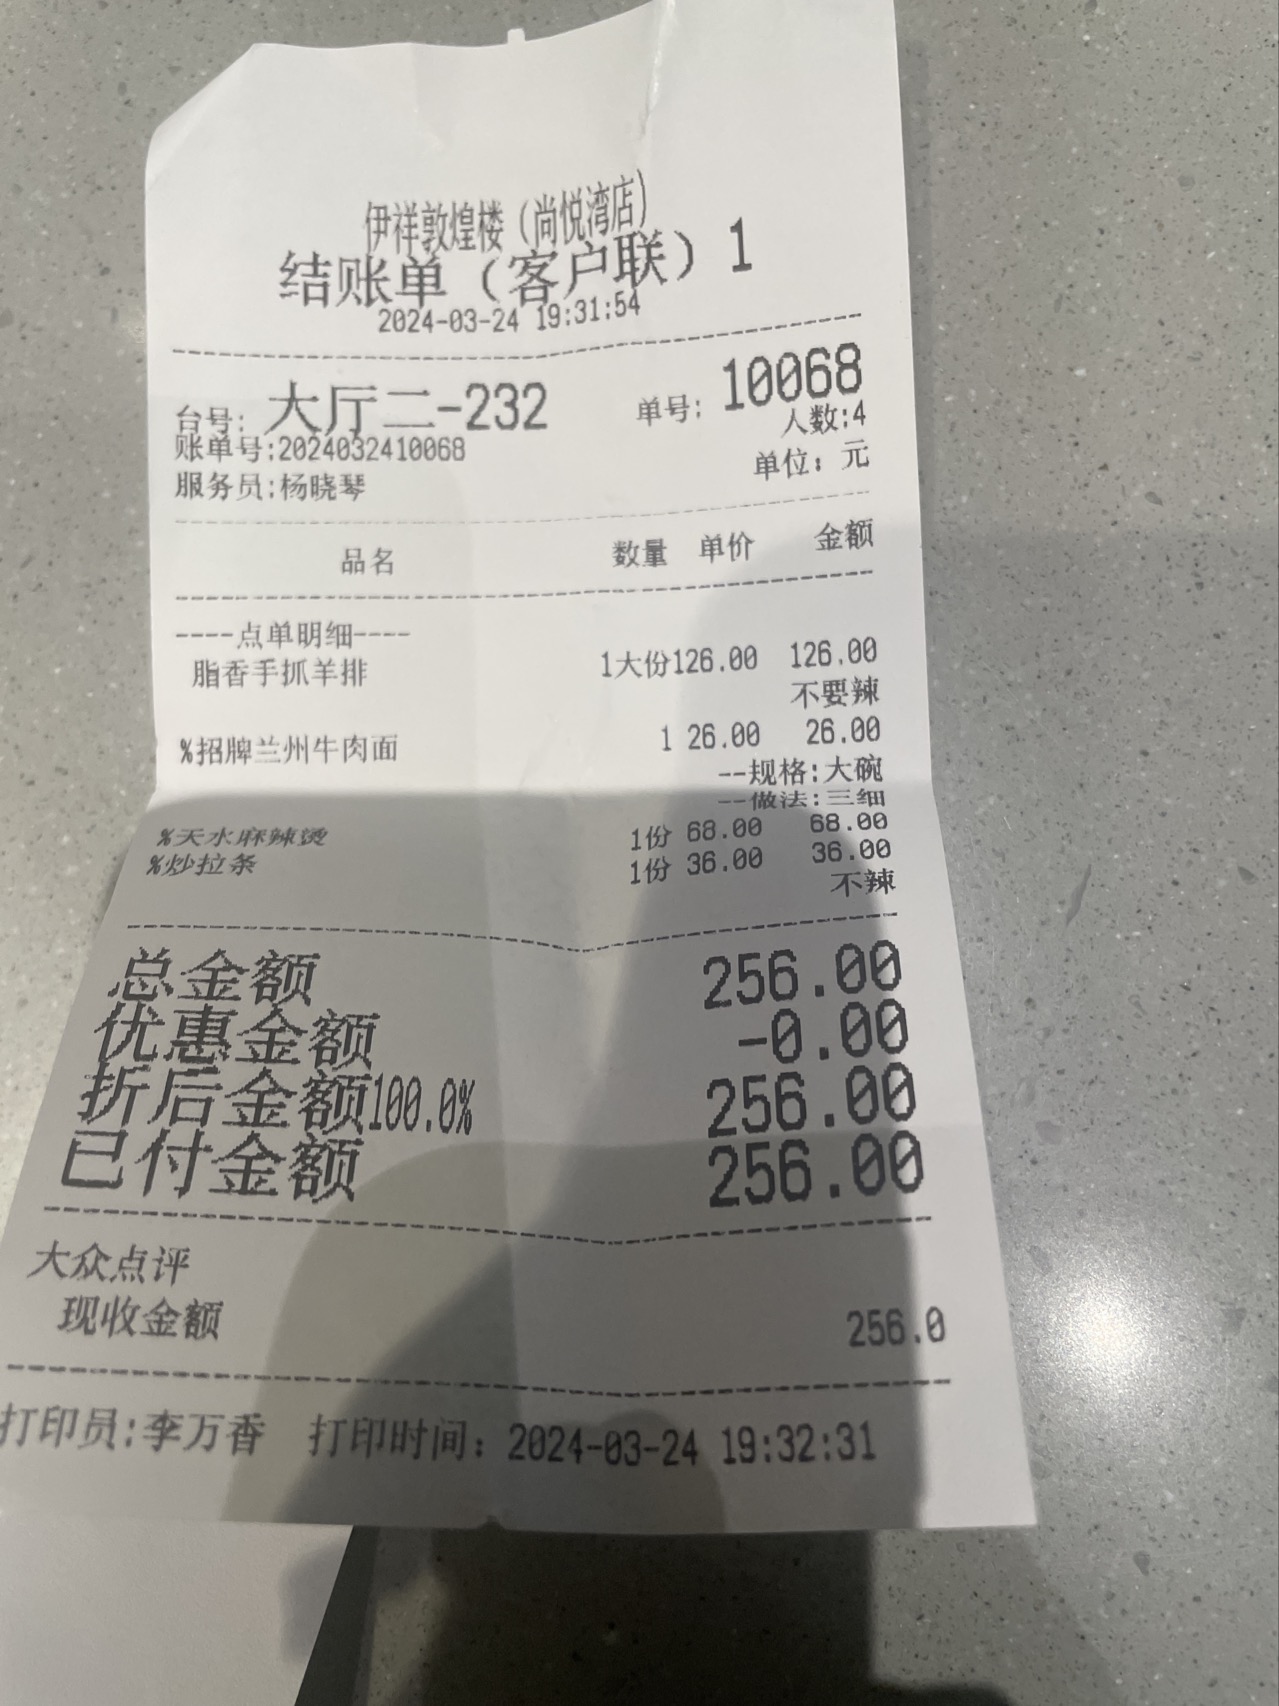 伊祥敦煌楼（尚悦湾店）
结账单（客户联）1
2024-03-24 19:31:54
台号: 大厅二-232 单号: 10068
人数:4
账单号:2024032410068
单位: 元
服务员:杨晓琴
品名 数量 单价 金额
----点单明细----
脂香手抓羊排 1大份126.00 126.00
不要辣
%招牌兰州牛肉面 1 26.00 26.00
--规格:大碗
--做法:三细
%天水麻辣烫 1份 68.00 68.00
%炒拉条 1份 36.00 36.00
不辣
总金额 256.00
优惠金额 -0.00
折后金额100.0% 256.00
已付金额 256.00
大众点评
现收金额 256.0
打印员:李万香 打印时间: 2024-03-24 19:32:31